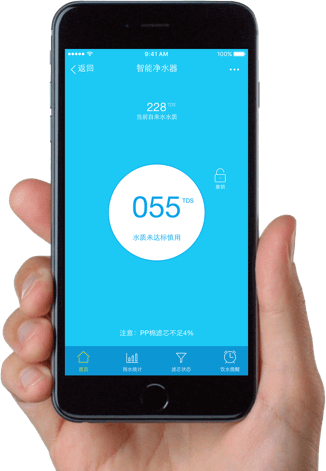 9:41 AM 100%
返回 智能净水器
228 TDS
当前自来水水质
055 TDS
水质未达标慎用
注意：PP棉滤芯不足4%
首页 用水统计 滤芯状态 饮水提醒